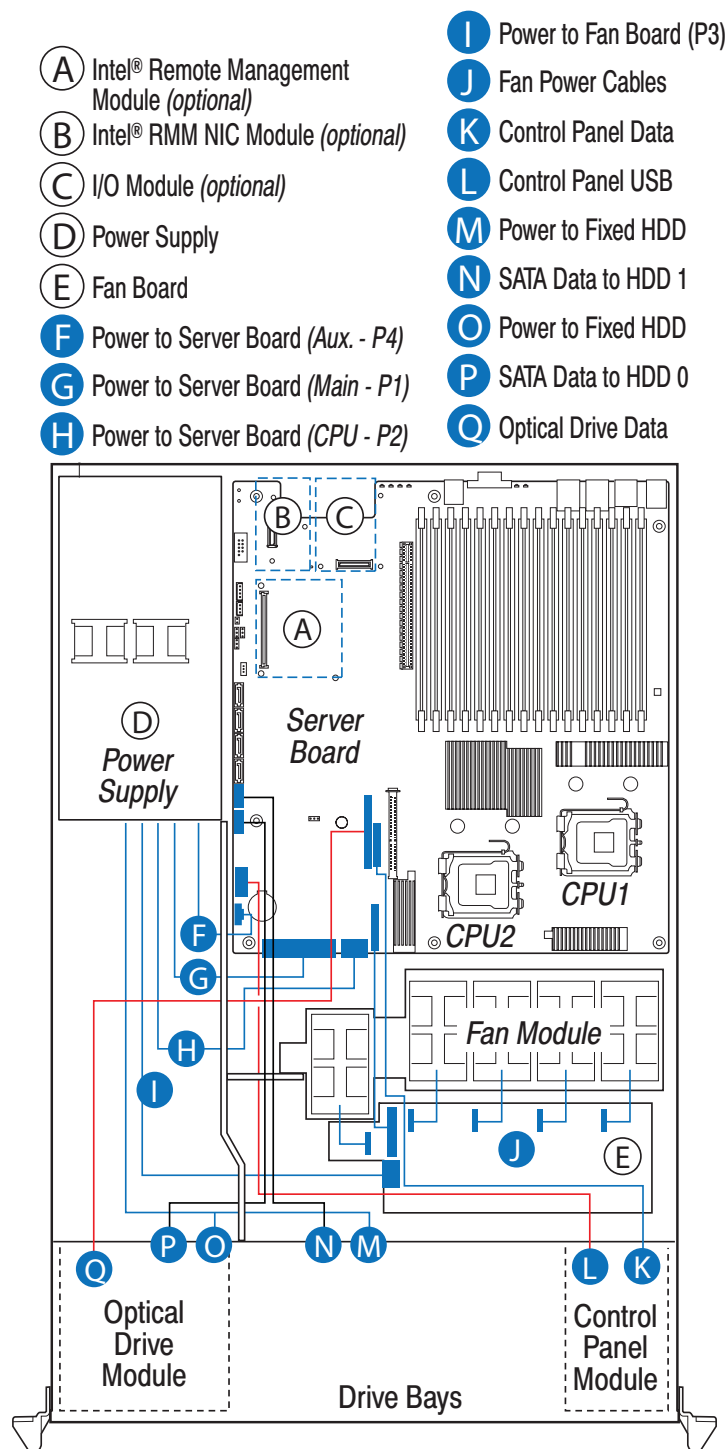 A Intel® Remote Management
Module (optional)
B Intel® RMM NIC Module (optional)
C I/O Module (optional)
D Power Supply
E Fan Board
F Power to Server Board (Aux. - P4)
G Power to Server Board (Main - P1)
H Power to Server Board (CPU - P2)
I Power to Fan Board (P3)
J Fan Power Cables
K Control Panel Data
L Control Panel USB
M Power to Fixed HDD
N SATA Data to HDD 1
O Power to Fixed HDD
P SATA Data to HDD 0
Q Optical Drive Data
B
C
A
D
Power
Supply
Server
Board
CPU1
CPU2
F
G
H
I
Fan Module
J
E
P
O
N
M
Q
L
K
Optical
Drive
Module
Control
Panel
Module
Drive Bays